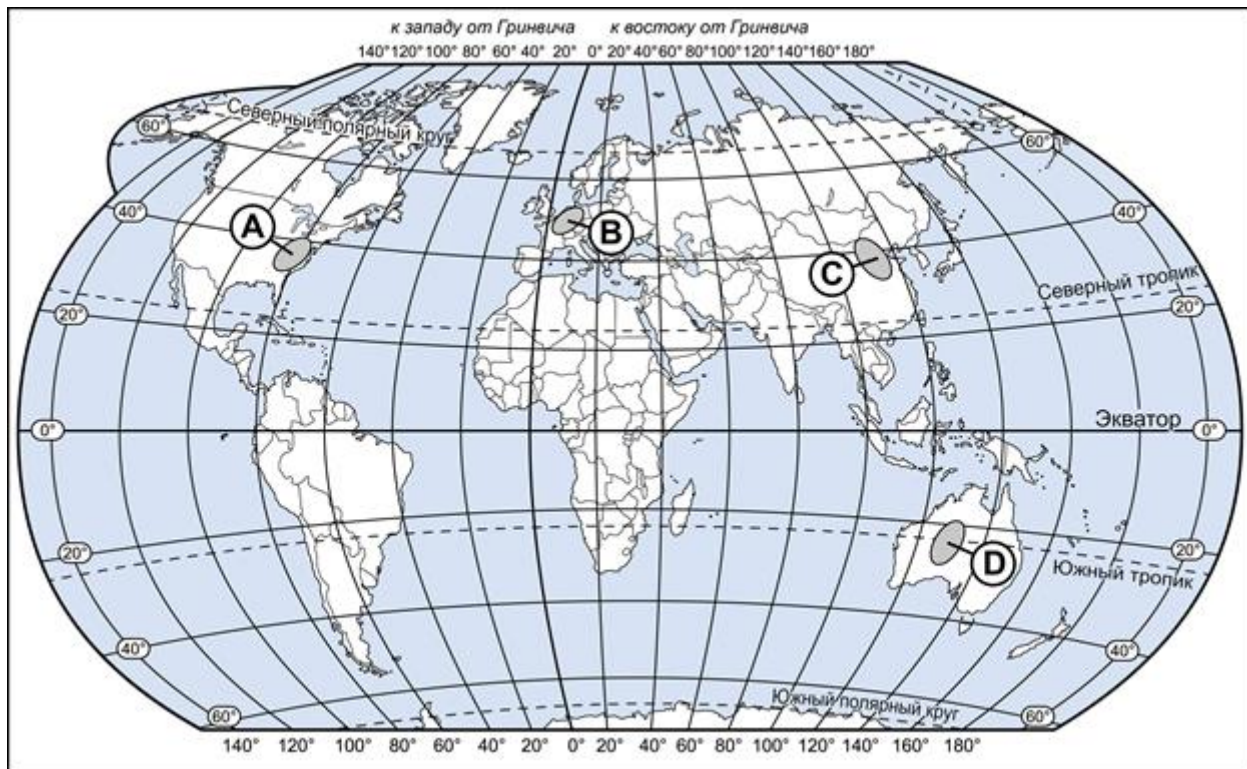 к западу от Гринвича к востоку от Гринвича
140° 120° 100° 80° 60° 40° 20° 0° 20° 40° 60° 80° 100° 120° 140° 160° 180°
Северный полярный круг
60° 60°
40° 40°
A
B
C
Северный тропик
20° 20°
Экватор
0° 0°
D
20° 20°
Южный тропик
40° 40°
Южный полярный круг
60° 60°
140° 120° 100° 80° 60° 40° 20° 0° 20° 40° 60° 80° 100° 120° 140° 160° 180°